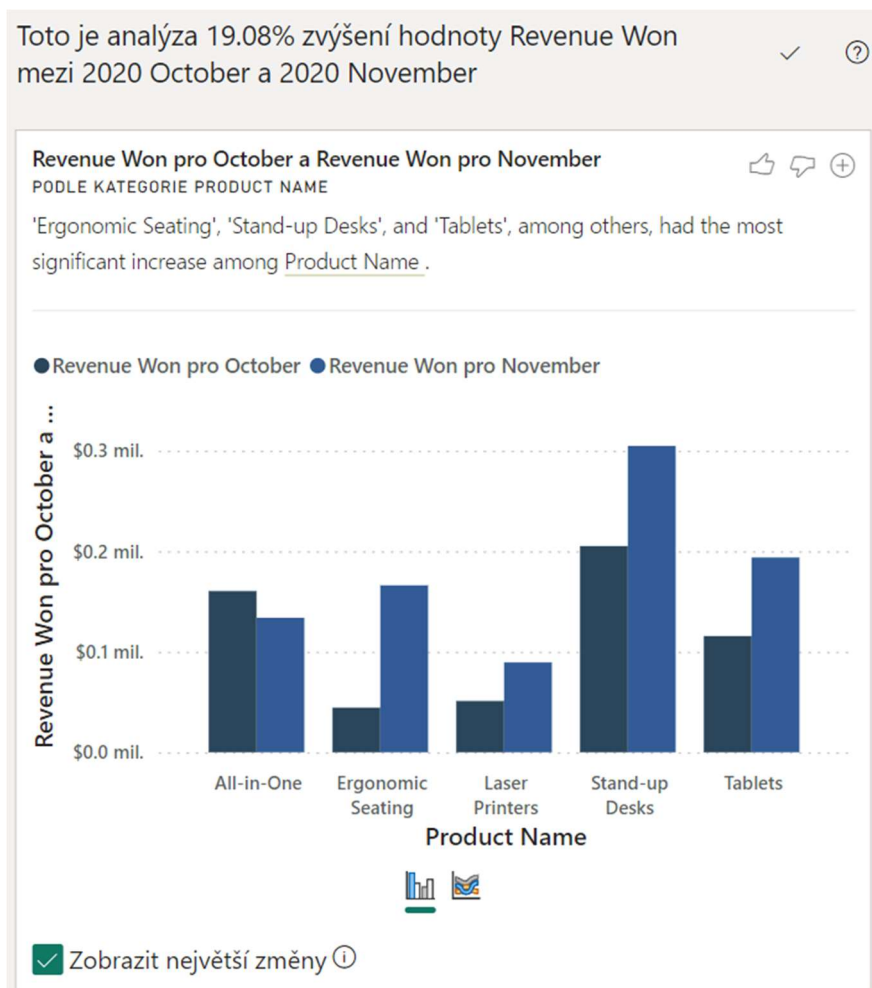 Toto je analýza 19.08% zvýšení hodnoty Revenue Won
mezi 2020 October a 2020 November
Revenue Won pro October a Revenue Won pro November
PODLE KATEGORIE PRODUCT NAME
'Ergonomic Seating', 'Stand-up Desks', and 'Tablets', among others, had the most
significant increase among Product Name .
Revenue Won pro October Revenue Won pro November
Revenue Won pro October a ...
$0.3 mil.
$0.2 mil.
$0.1 mil.
$0.0 mil.
All-in-One Ergonomic Laser Stand-up Tablets
Seating Printers Desks
Product Name
Zobrazit největší změny